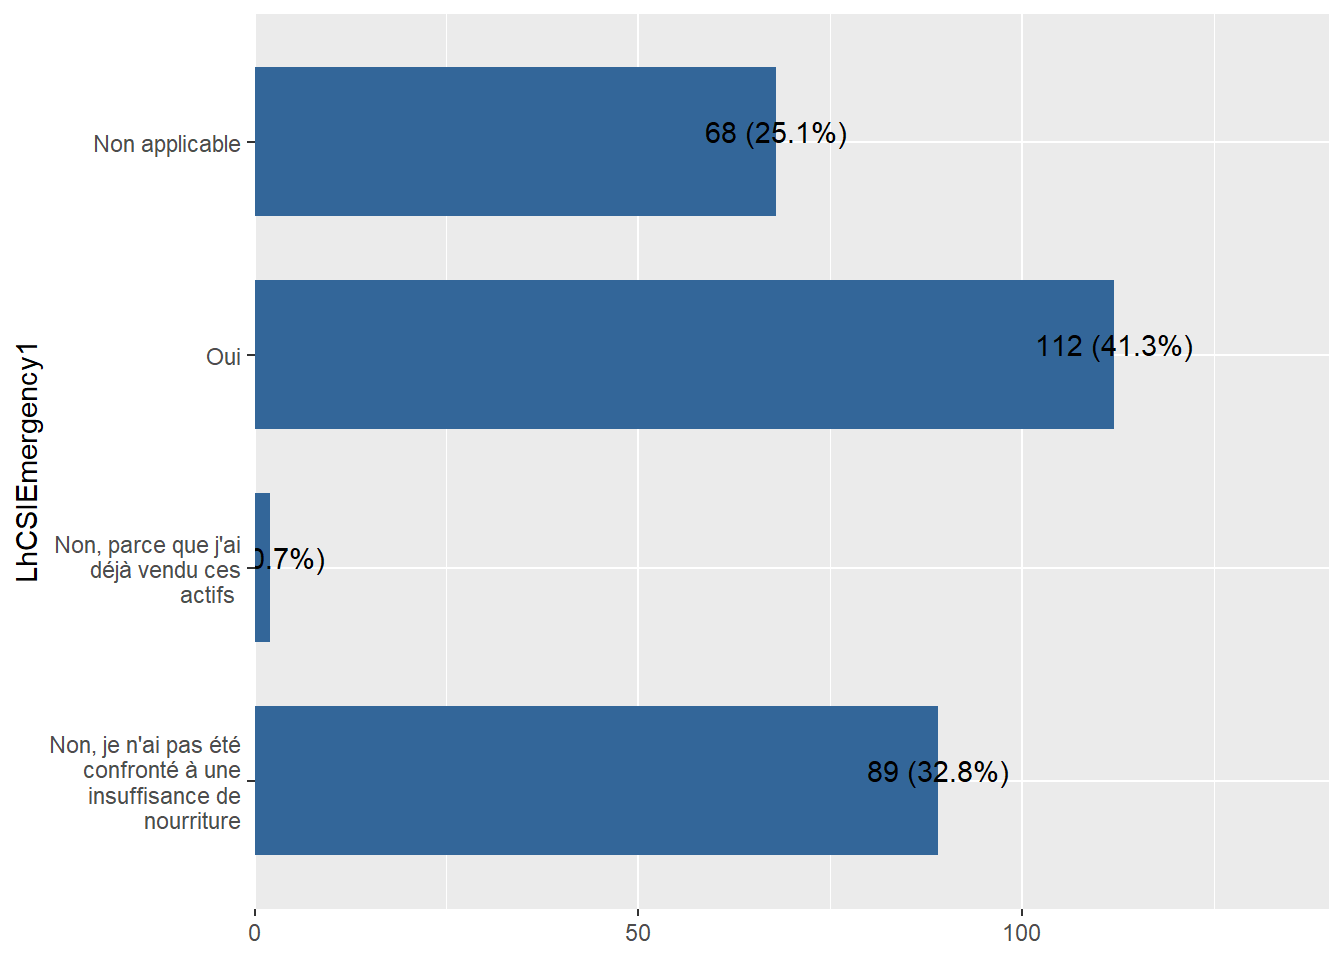 LhCSIEmergency1
Non applicable
68 (25.1%)
Oui
112 (41.3%)
Non, parce que j'ai
déjà vendu ces
actifs
0.7%)
Non, je n'ai pas été
confronté à une
insuffisance de
nourriture
89 (32.8%)
0
50
100